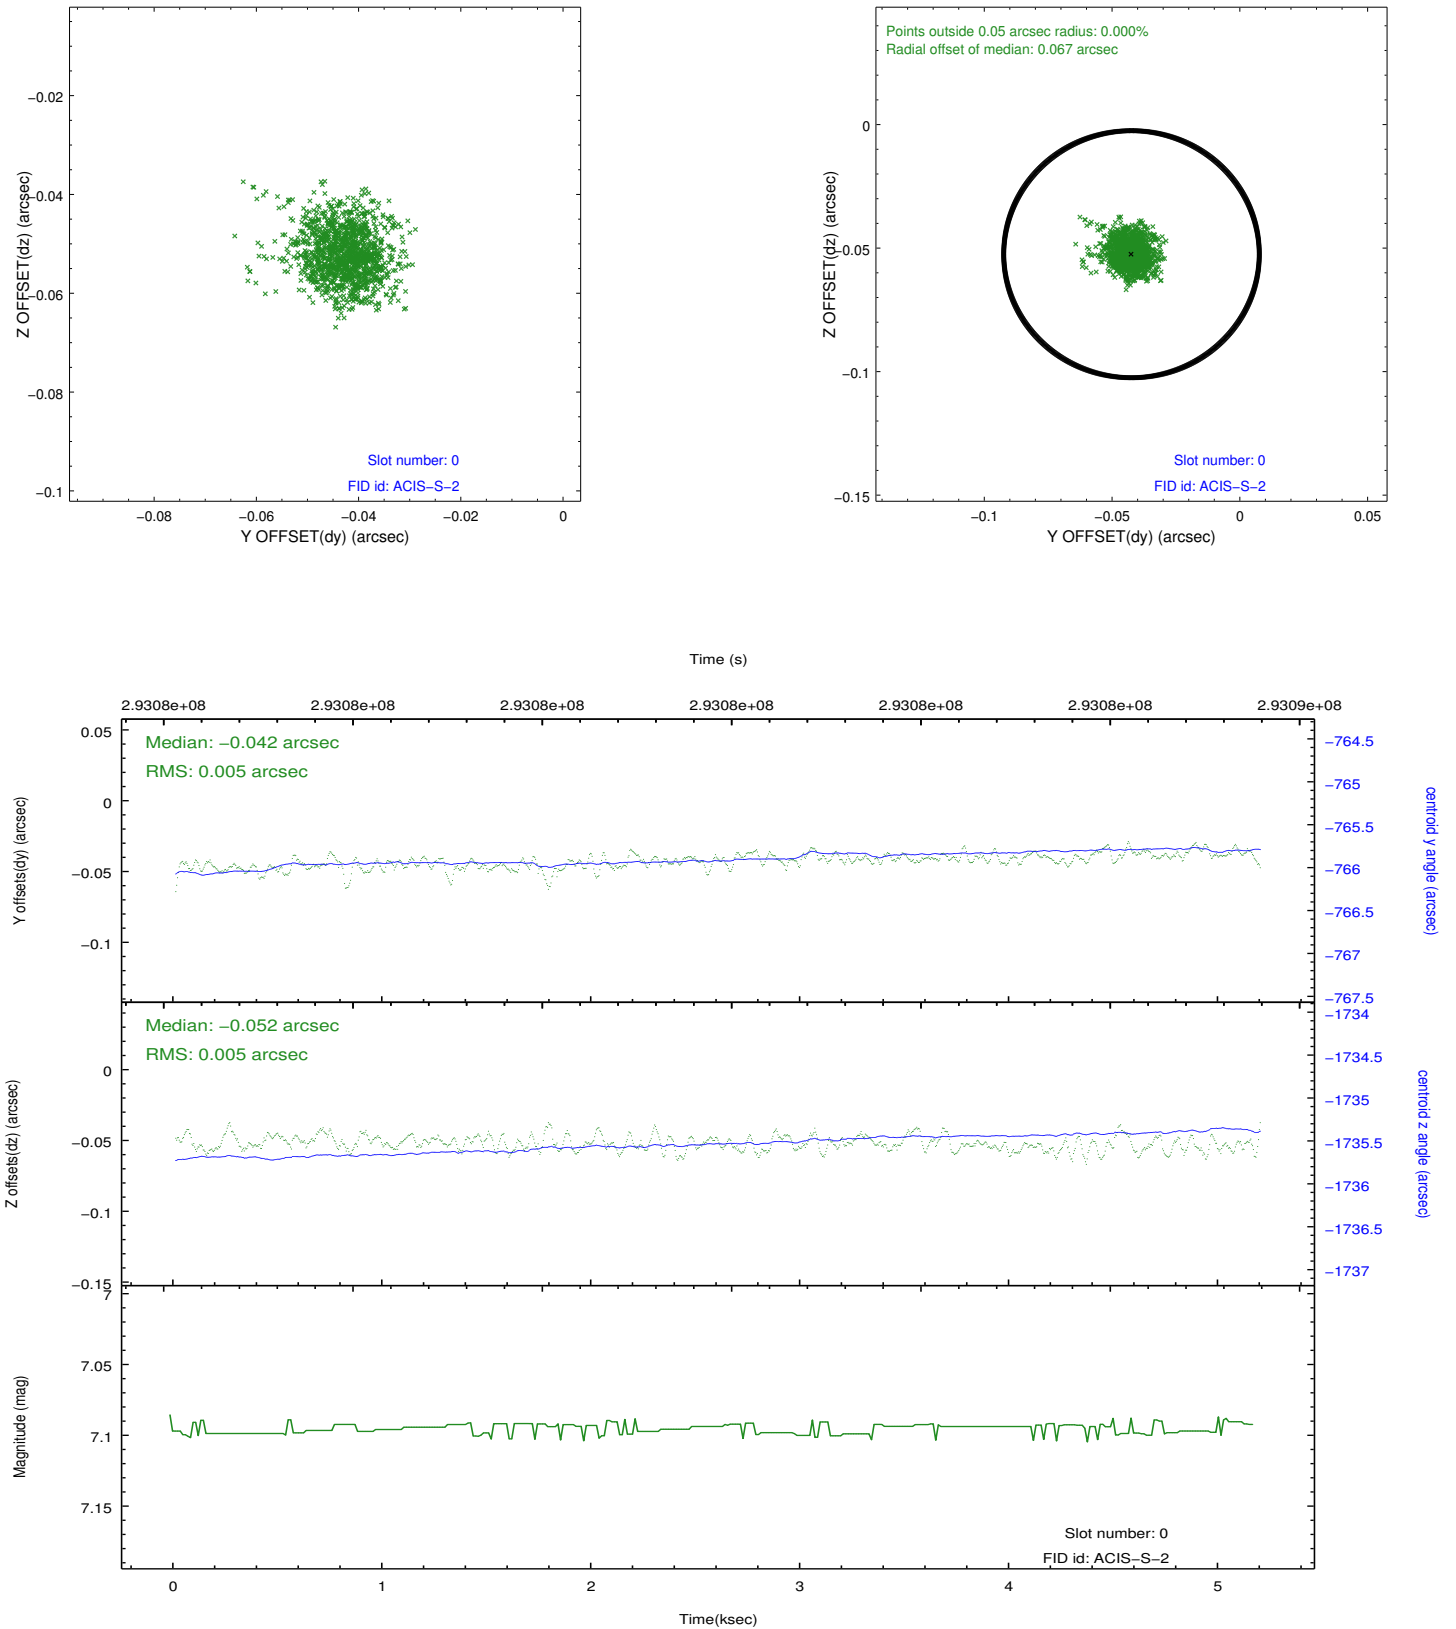 −0.02
−0.04
−0.06
−0.08
−0.1
Z OFFSET(dz) (arcsec)
Slot number: 0
FID id: ACIS−S−2
−0.08 −0.06 −0.04 −0.02 0
Y OFFSET(dy) (arcsec)
Points outside 0.05 arcsec radius: 0.000%
Radial offset of median: 0.067 arcsec
0
−0.05
−0.1
−0.15
Z OFFSET(dz) (arcsec)
Slot number: 0
FID id: ACIS−S−2
−0.1 −0.05 0 0.05
Y OFFSET(dy) (arcsec)
Time (s)
2.9308e+08 2.9308e+08 2.9308e+08 2.9308e+08 2.9308e+08 2.9308e+08 2.9309e+08
Median: −0.042 arcsec
RMS: 0.005 arcsec
0.05
0
−0.05
−0.1
Y offsets(dy) (arcsec)
−764.5
−765
−765.5
−766
−766.5
−767
−767.5
centroid y angle (arcsec)
Median: −0.052 arcsec
RMS: 0.005 arcsec
0
−0.05
−0.1
−0.15
Z offsets(dz) (arcsec)
−1734
−1734.5
−1735
−1735.5
−1736
−1736.5
−1737
centroid z angle (arcsec)
7
7.05
7.1
7.15
Magnitude (mag)
Slot number: 0
FID id: ACIS−S−2
0 1 2 3 4 5
Time(ksec)